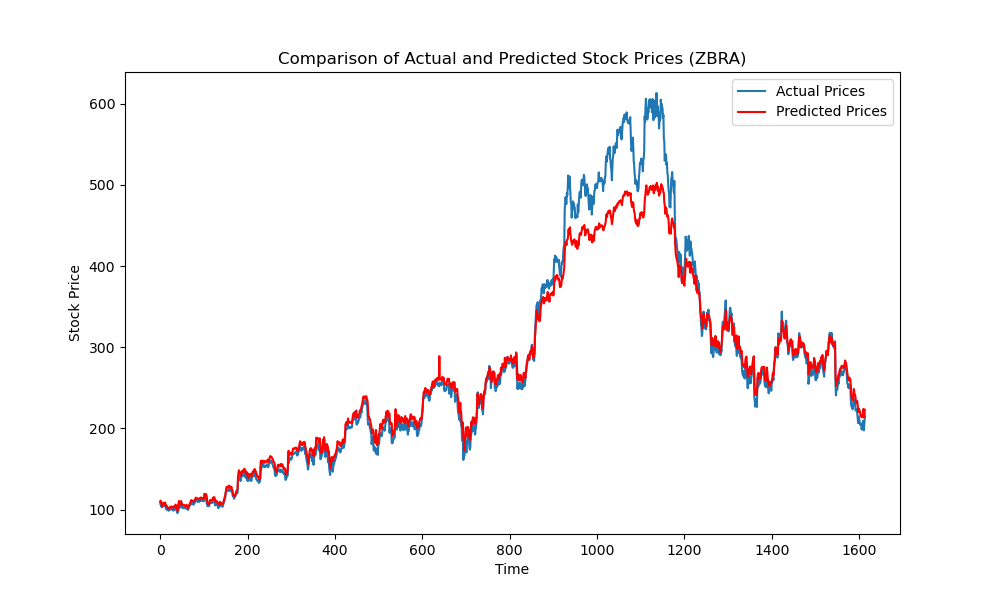 Comparison of Actual and Predicted Stock Prices (ZBRA)
Actual Prices
Predicted Prices
600
500
400
300
200
100
Stock Price
0 200 400 600 800 1000 1200 1400 1600
Time